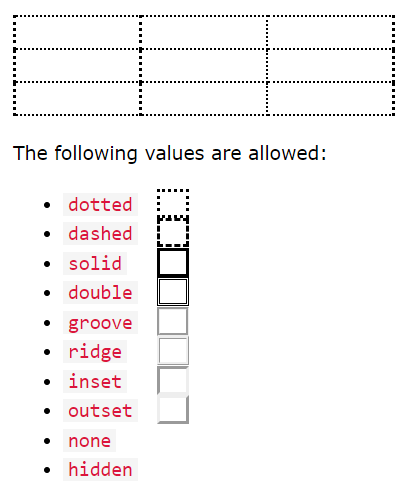 The following values are allowed:
dotted
dashed
solid
double
groove
ridge
inset
outset
none
hidden